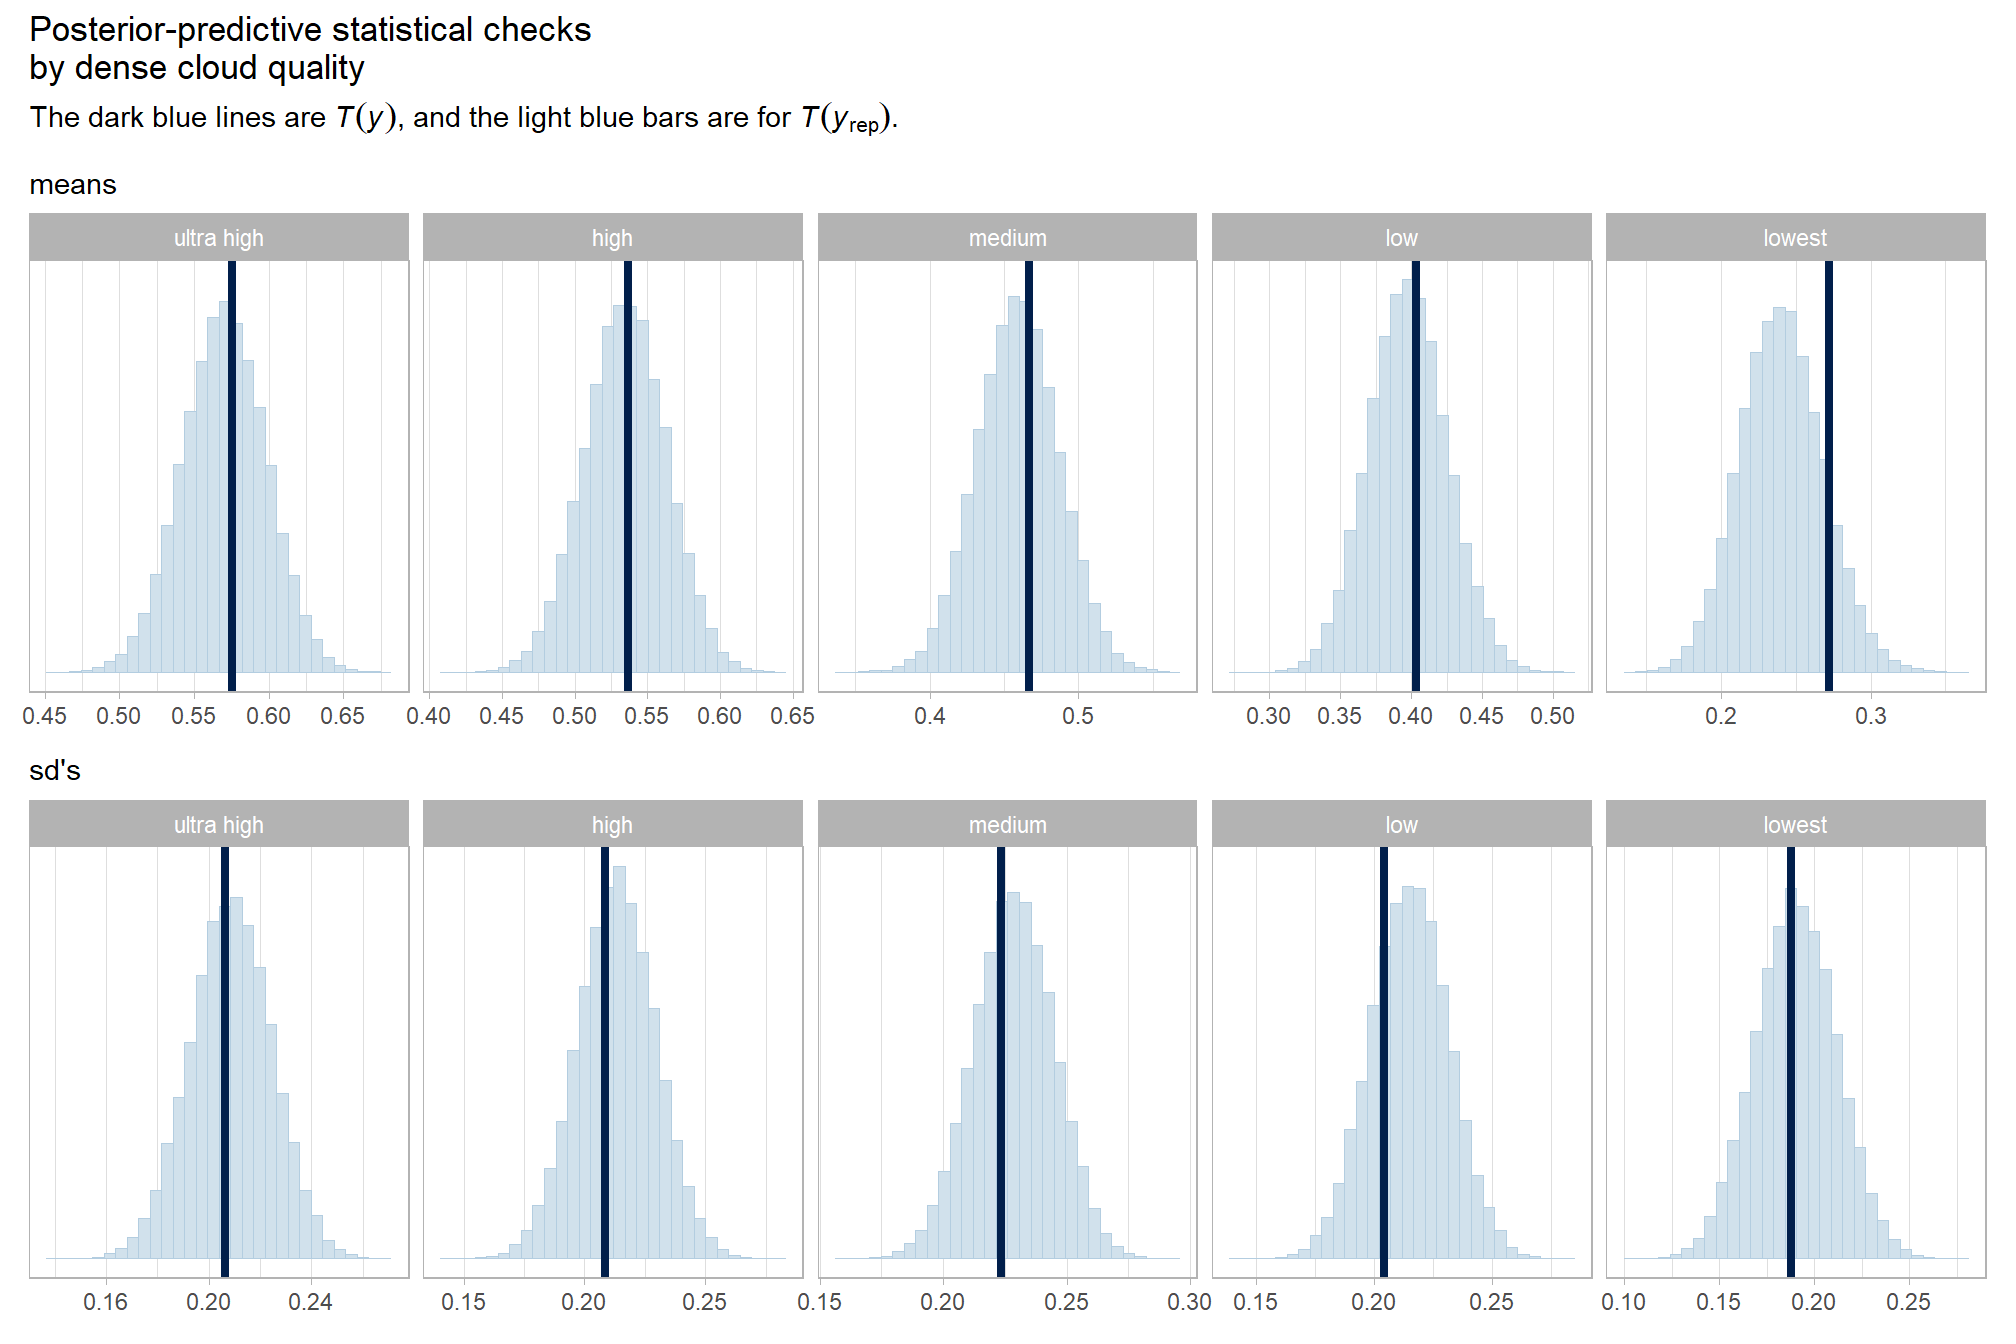 Posterior-predictive statistical checks
by dense cloud quality
The dark blue lines are T(y), and the light blue bars are for T(yrep).
means
ultra high high medium low lowest
0.45 0.50 0.55 0.60 0.65 0.40 0.45 0.50 0.55 0.60 0.65 0.4 0.5 0.30 0.35 0.40 0.45 0.50 0.2 0.3
sd's
ultra high high medium low lowest
0.16 0.20 0.24 0.15 0.20 0.25 0.15 0.20 0.25 0.30 0.15 0.20 0.25 0.10 0.15 0.20 0.25